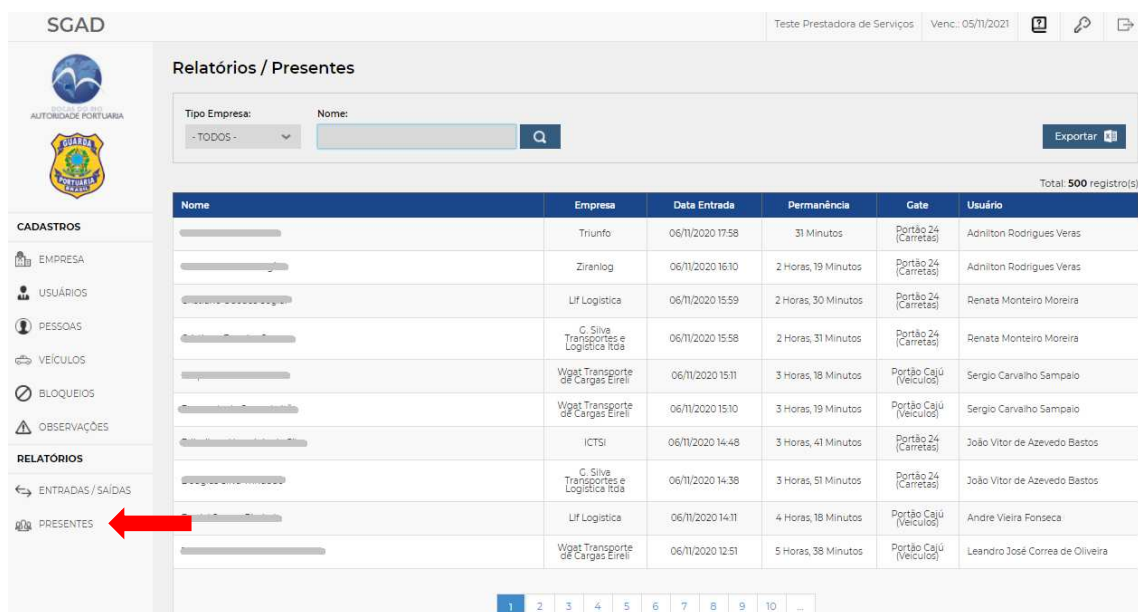 SGAD
Teste Prestadora de Serviços Venc.: 05/11/2021
DOCAS DO RIO
AUTORIDADE PORTUÁRIA
GUARDA
PORTUÁRIA
BRASIL
Relatórios / Presentes
Tipo Empresa: Nome:
- TODOS -
Exportar
Total: 500 registro(s)
CADASTROS
EMPRESA
USUÁRIOS
PESSOAS
VEÍCULOS
BLOQUEIOS
OBSERVAÇÕES
RELATÓRIOS
ENTRADAS / SAÍDAS
PRESENTES
Nome Empresa Data Entrada Permanência Gate Usuário
Triunfo 06/11/2020 17:58 31 Minutos Portão 24 (Carretas) Adnilton Rodrigues Veras
Ziranlog 06/11/2020 16:10 2 Horas, 19 Minutos Portão 24 (Carretas) Adnilton Rodrigues Veras
Llf Logistica 06/11/2020 15:59 2 Horas, 30 Minutos Portão 24 (Carretas) Renata Monteiro Moreira
G. Silva Transportes e Logística ltda 06/11/2020 15:58 2 Horas, 31 Minutos Portão 24 (Carretas) Renata Monteiro Moreira
Wgat Transporte de Cargas Eireli 06/11/2020 15:11 3 Horas, 18 Minutos Portão Cajú (Veículos) Sergio Carvalho Sampaio
Wgat Transporte de Cargas Eireli 06/11/2020 15:10 3 Horas, 19 Minutos Portão Cajú (Veículos) Sergio Carvalho Sampaio
ICTSI 06/11/2020 14:48 3 Horas, 41 Minutos Portão 24 (Carretas) João Vitor de Azevedo Bastos
G. Silva Transportes e Logística ltda 06/11/2020 14:38 3 Horas, 51 Minutos Portão 24 (Carretas) João Vitor de Azevedo Bastos
Llf Logistica 06/11/2020 14:11 4 Horas, 18 Minutos Portão Cajú (Veículos) Andre Vieira Fonseca
Wgat Transporte de Cargas Eireli 06/11/2020 12:51 5 Horas, 38 Minutos Portão Cajú (Veículos) Leandro José Correa de Oliveira
1 2 3 4 5 6 7 8 9 10 ...